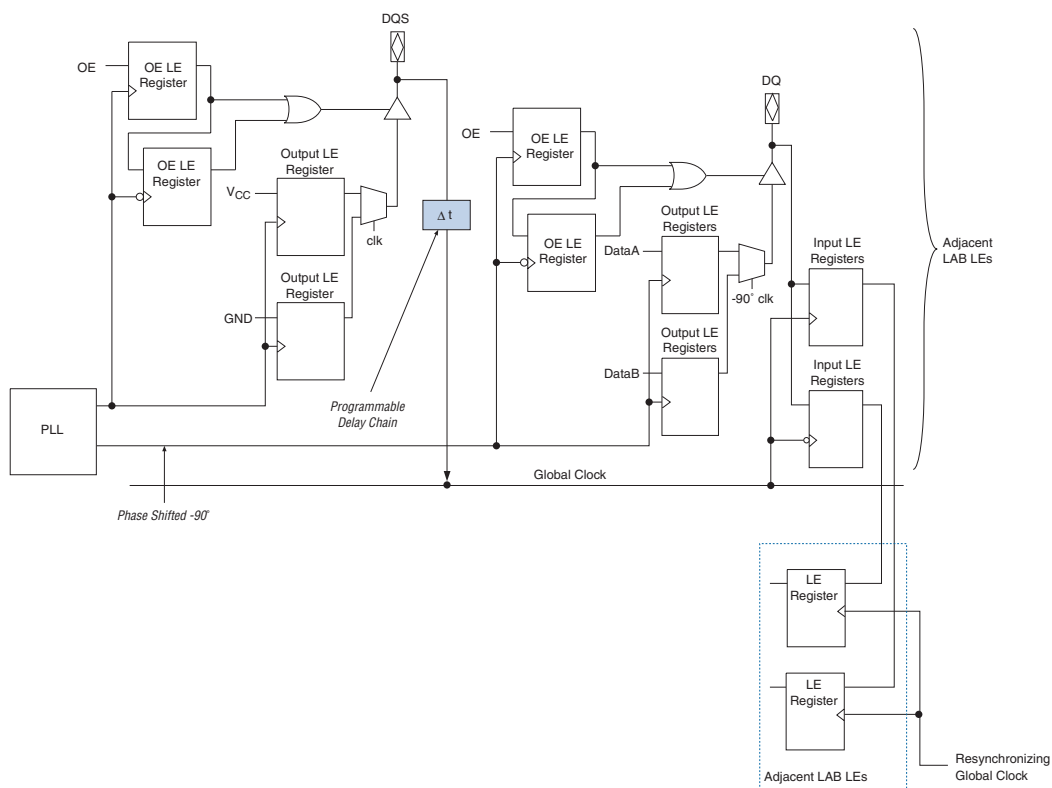 DQS
OE
OE LE
Register
OE LE
Register
Output LE
Register
VCC
clk
Output LE
Register
GND
Δ t
Programmable
Delay Chain
PLL
Phase Shifted -90˚
Global Clock
DQ
OE
OE LE
Register
OE LE
Register
Output LE
Registers
DataA
-90˚ clk
Output LE
Registers
DataB
Input LE
Registers
Input LE
Registers
Adjacent
LAB LEs
LE
Register
LE
Register
Adjacent LAB LEs
Resynchronizing
Global Clock